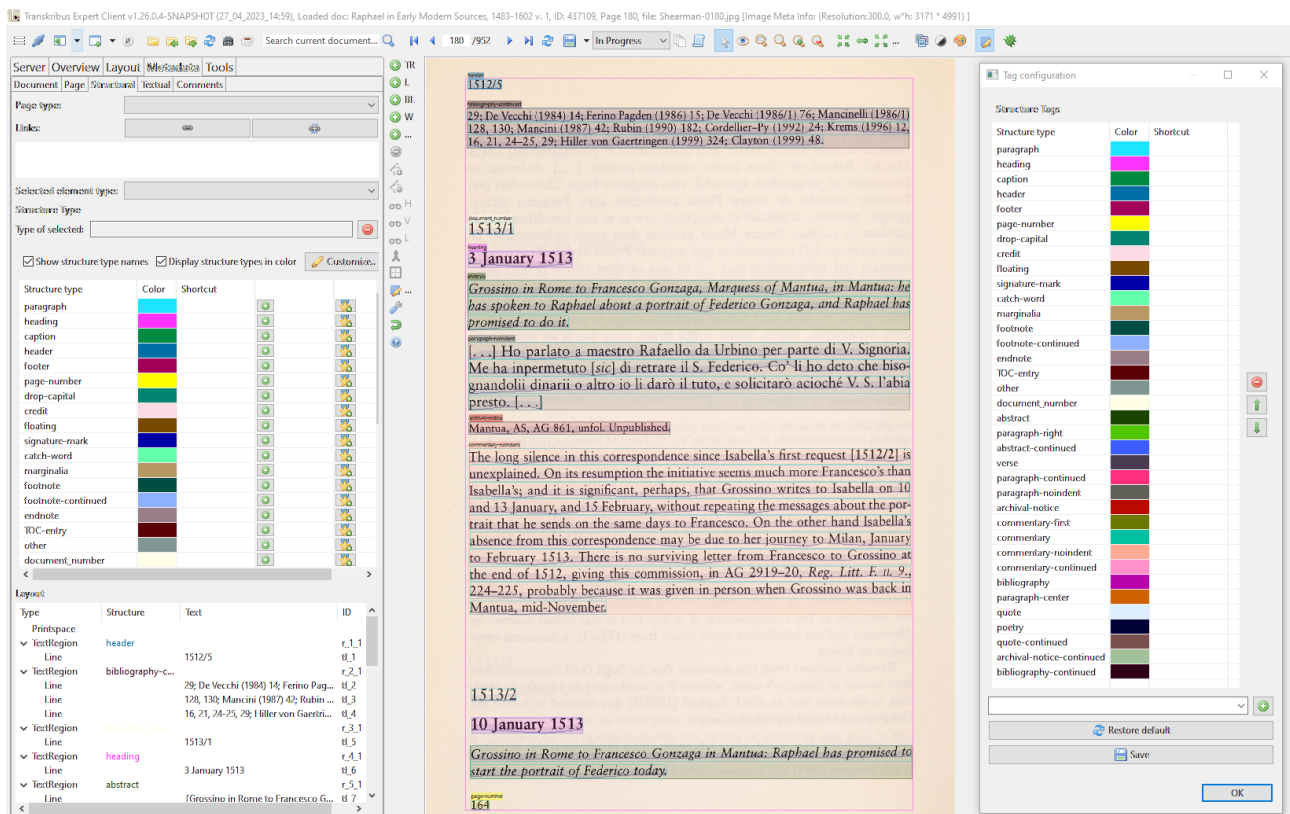 Transkribus Expert Client v1.26.0.4-SNAPSHOT (27_04_2023_14:59), Loaded doc: Raphael in Early Modern Sources, 1483-1602 v. 1, ID: 437109, Page 180, file: Shearman-0180.jpg [Image Meta Info: (Resolution:300.0, w*h: 3171 * 4991) ]
Search current document...
180 /952
In Progress
Server Overview Layout Metadata Tools
Document Page Structural Textual Comments
Page type:
Links:
Selected element type:
Structure Type
Type of selected:
Show structure type names Display structure types in color Customize..
Structure type Color Shortcut
paragraph
heading
caption
header
footer
page-number
drop-capital
credit
floating
signature-mark
catch-word
marginalia
footnote
footnote-continued
endnote
TOC-entry
other
document_number
Layout
Type Structure Text ID
Printspace
TextRegion header r_1_1
Line 1512/5 tl_1
TextRegion bibliography-c... r_2_1
Line 29; De Vecchi (1984) 14; Ferino Pag... tl_2
Line 128, 130; Mancini (1987) 42; Rubin ... tl_3
Line 16, 21, 24-25, 29; Hiller von Gaertri... tl_4
TextRegion r_3_1
Line 1513/1 tl_5
TextRegion heading r_4_1
Line 3 January 1513 tl_6
TextRegion abstract r_5_1
Line [Grossino in Rome to Francesco G... tl_7
TR
L
BL
W
...
H
V
L
...
header
1512/5
bibliography-continued
29; De Vecchi (1984) 14; Ferino Pagden (1986) 15; De Vecchi (1986/1) 76; Mancinelli (1986/1)
128, 130; Mancini (1987) 42; Rubin (1990) 182; Cordellier–Py (1992) 24; Krems (1996) 12,
16, 21, 24–25, 29; Hiller von Gaertringen (1999) 324; Clayton (1999) 48.
document_number
1513/1
heading
3 January 1513
abstract
Grossino in Rome to Francesco Gonzaga, Marquess of Mantua, in Mantua: he
has spoken to Raphael about a portrait of Federico Gonzaga, and Raphael has
promised to do it.
paragraph-noindent
[. . .] Ho parlato a maestro Rafaello da Urbino per parte di V. Signoria.
Me ha inpermetuto [sic] di retrare il S. Federico. Co' li ho deto che biso-
gnandolii dinarii o altro io li darò il tuto, e solicitarò acioché V. S. l'abia
presto. [. . .]
archival-notice
Mantua, AS, AG 861, unfol. Unpublished.
commentary-noindent
The long silence in this correspondence since Isabella's first request [1512/2] is
unexplained. On its resumption the initiative seems much more Francesco's than
Isabella's; and it is significant, perhaps, that Grossino writes to Isabella on 10
and 13 January, and 15 February, without repeating the messages about the por-
trait that he sends on the same days to Francesco. On the other hand Isabella's
absence from this correspondence may be due to her journey to Milan, January
to February 1513. There is no surviving letter from Francesco to Grossino at
the end of 1512, giving this commission, in AG 2919–20, Reg. Litt. F. II. 9.,
224–225, probably because it was given in person when Grossino was back in
Mantua, mid-November.
1513/2
10 January 1513
Grossino in Rome to Francesco Gonzaga in Mantua: Raphael has promised to
start the portrait of Federico today.
page-number
164
Tag configuration
Structure Tags
Structure type Color Shortcut
paragraph
heading
caption
header
footer
page-number
drop-capital
credit
floating
signature-mark
catch-word
marginalia
footnote
footnote-continued
endnote
TOC-entry
other
document_number
abstract
paragraph-right
abstract-continued
verse
paragraph-continued
paragraph-noindent
archival-notice
commentary-first
commentary
commentary-noindent
commentary-continued
bibliography
paragraph-center
quote
poetry
quote-continued
archival-notice-continued
bibliography-continued
Restore default
Save
OK